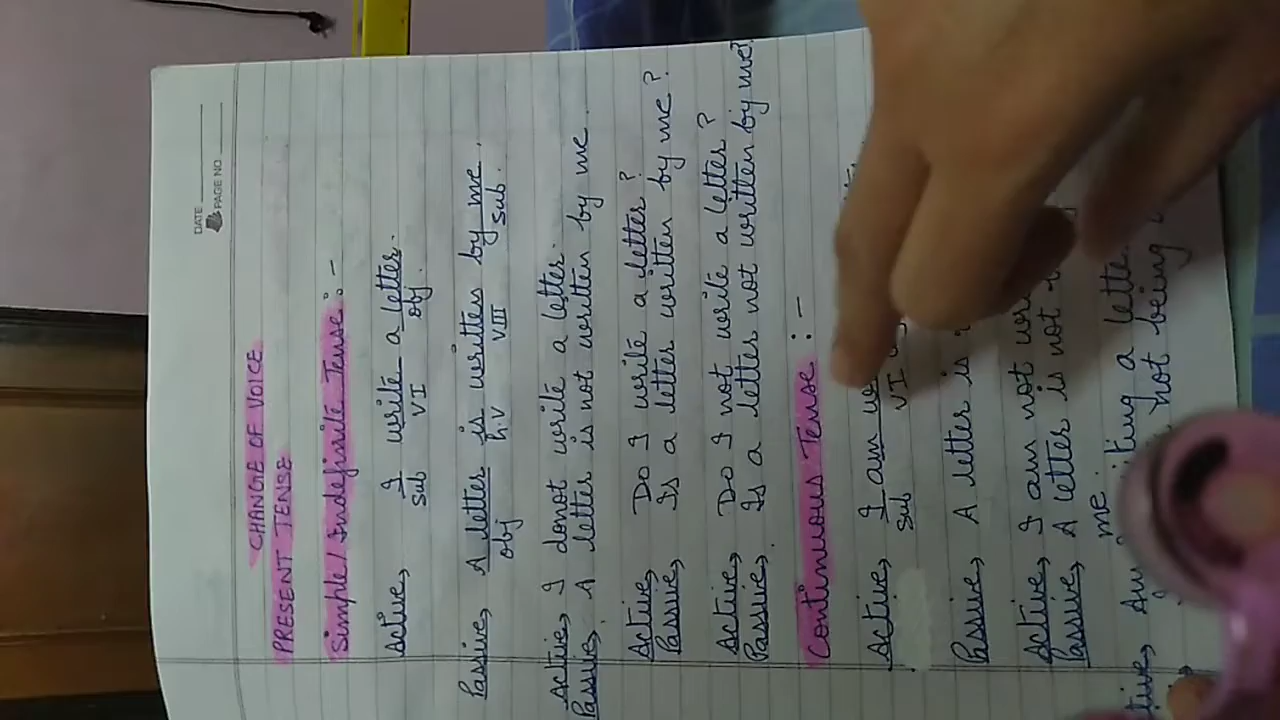 DATE
PAGE NO
CHANGE OF VOICE
PRESENT TENSE
Simple/Indefinite Tense:-
Active, I write a letter.
Sub VI obj.
Passive, A letter is written by me.
obj h.v VIII sub.
Active, I donot write a letter.
Passive. A letter is not written by me.
Active, Do I write a letter?
Passive, Is a letter written by me?
Active, Do I not write a letter?
Passive. Is a letter not written by me?
Continuous Tense:-
Active, I am
Sub VI
Passive, A letter is
Active, I am not
Passive, A letter is not
me.
a
not being